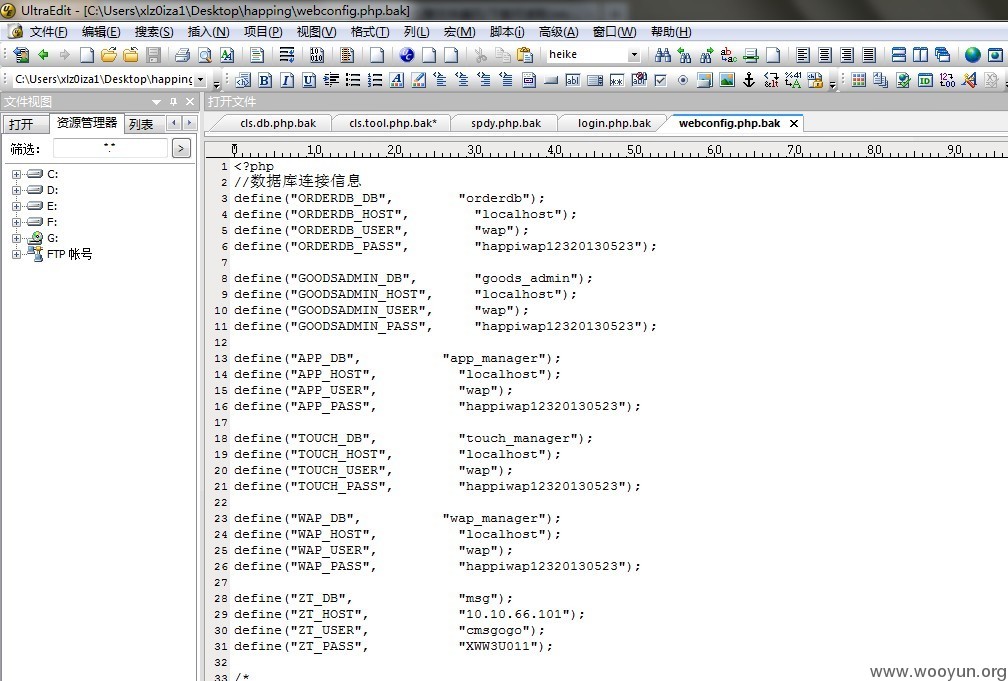 UltraEdit - [C:\Users\xlz0iza1\Desktop\happing\webconfig.php.bak]
文件(F) 编辑(E) 搜索(S) 插入(N) 项目(P) 视图(V) 格式(T) 列(L) 宏(M) 脚本(i) 高级(A) 窗口(W) 帮助(H)
heike
C:\Users\xlz0iza1\Desktop\happing
文件视图
打开文件
打开 资源管理器 列表
cls.db.php.bak cls.tool.php.bak* spdy.php.bak login.php.bak webconfig.php.bak
筛选: *.*
0 10 20 30 40 50 60 70 80 90
C:
D:
E:
F:
G:
FTP 帐号
1 <?php
2 //数据库连接信息
3 define("ORDERDB_DB", "orderdb");
4 define("ORDERDB_HOST", "localhost");
5 define("ORDERDB_USER", "wap");
6 define("ORDERDB_PASS", "happiwap12320130523");
7
8 define("GOODSADMIN_DB", "goods_admin");
9 define("GOODSADMIN_HOST", "localhost");
10 define("GOODSADMIN_USER", "wap");
11 define("GOODSADMIN_PASS", "happiwap12320130523");
12
13 define("APP_DB", "app_manager");
14 define("APP_HOST", "localhost");
15 define("APP_USER", "wap");
16 define("APP_PASS", "happiwap12320130523");
17
18 define("TOUCH_DB", "touch_manager");
19 define("TOUCH_HOST", "localhost");
20 define("TOUCH_USER", "wap");
21 define("TOUCH_PASS", "happiwap12320130523");
22
23 define("WAP_DB", "wap_manager");
24 define("WAP_HOST", "localhost");
25 define("WAP_USER", "wap");
26 define("WAP_PASS", "happiwap12320130523");
27
28 define("ZT_DB", "msg");
29 define("ZT_HOST", "10.10.66.101");
30 define("ZT_USER", "cmsgogo");
31 define("ZT_PASS", "XWW3U011");
32
33 /*
www.wooyun.org